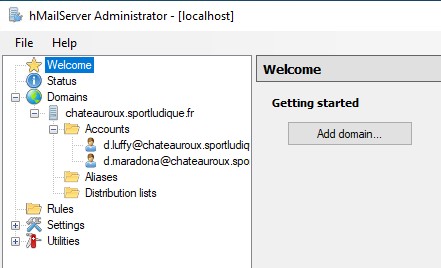 hMailServer Administrator - [localhost]
File Help
Welcome
Status
Domains
chateauroux.sportludique.fr
Accounts
d.luffy@chateauroux.sportludiq
d.maradona@chateauroux.spo
Aliases
Distribution lists
Rules
Settings
Utilities
Welcome
Getting started
Add domain...